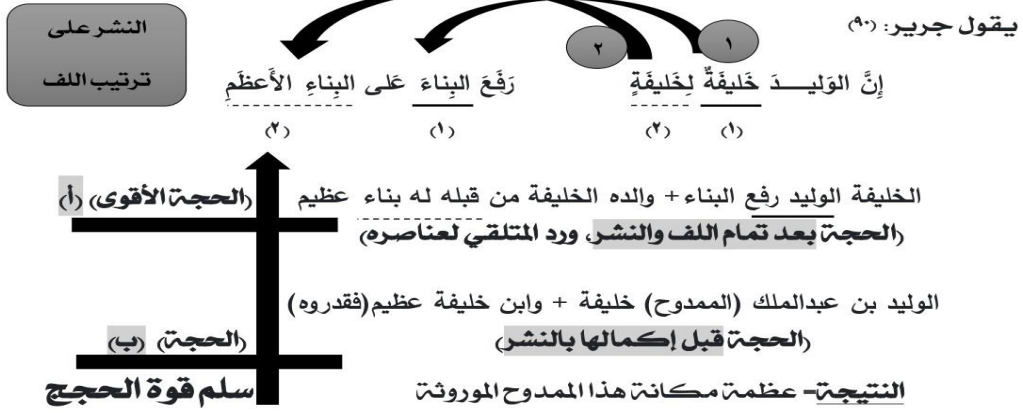 يقول جرير: (٩٠)
النشر على
ترتيب اللف
١
٢
إِنَّ الوَليـــدَ خَليفَةٌ لِخَليفَةٍ رَفَعَ البِناءَ عَلى البِناءِ الأَعظَمِ
(١) (٢) (١) (٢)
الخليفة الوليد رفع البناء + والده الخليفة من قبله له بناء عظيم
(الحجة الأقوى) (أ)
(الحجة بعد تمام اللف والنشر، ورد المتلقي لعناصره)
الوليد بن عبدالملك (الممدوح) خليفة + وابن خليفة عظيم(فقدروه)
(الحجة قبل إكمالها بالنشر)
(الحجة) (ب)
النتيجة- عظمة مكانة هذا الممدوح الموروثة
سلم قوة الحجج